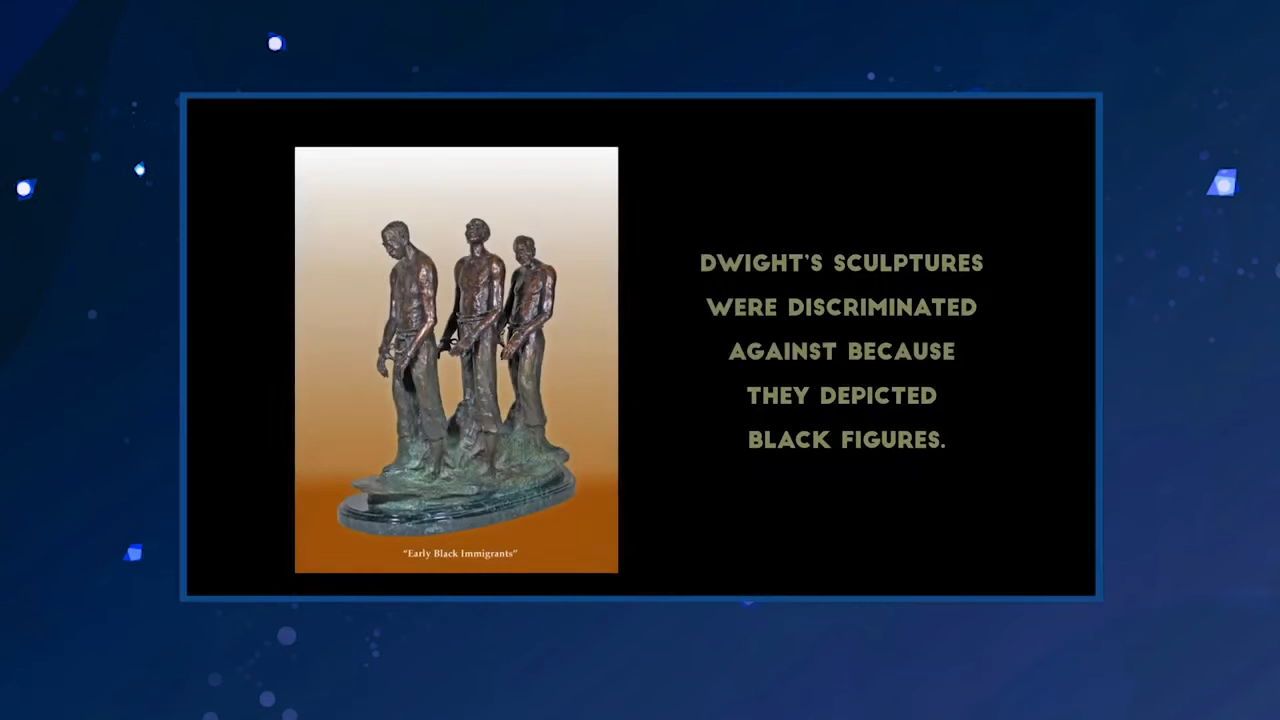 DWIGHT'S SCULPTURES
WERE DISCRIMINATED
AGAINST BECAUSE
THEY DEPICTED
BLACK FIGURES.
"Early Black Immigrants"